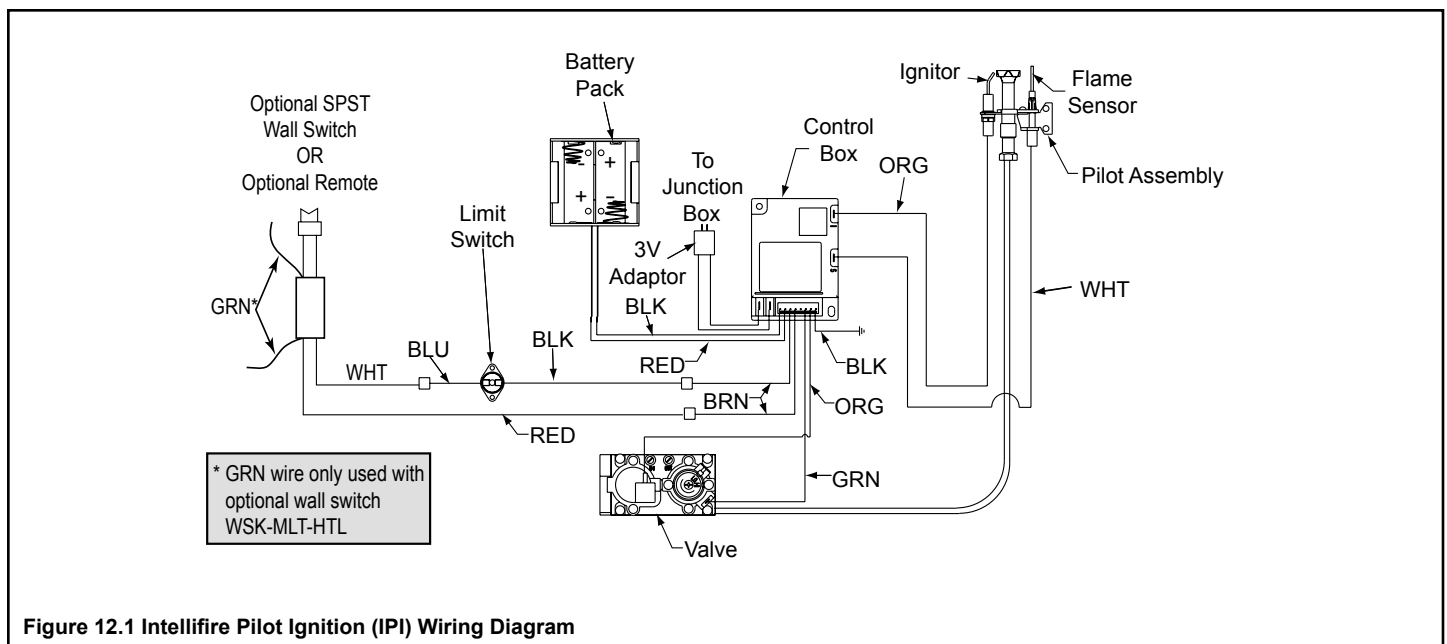 Optional SPST
Wall Switch
OR
Optional Remote
GRN*
WHT
BLU
Limit
Switch
BLK
RED
Battery
Pack
BLK
RED
To
Junction
Box
3V
Adaptor
Control
Box
I
S
BRN
BLK
ORG
GRN
Valve
ORG
WHT
Ignitor
Flame
Sensor
Pilot Assembly
* GRN wire only used with
optional wall switch
WSK-MLT-HTL
Figure 12.1 Intellifire Pilot Ignition (IPI) Wiring Diagram